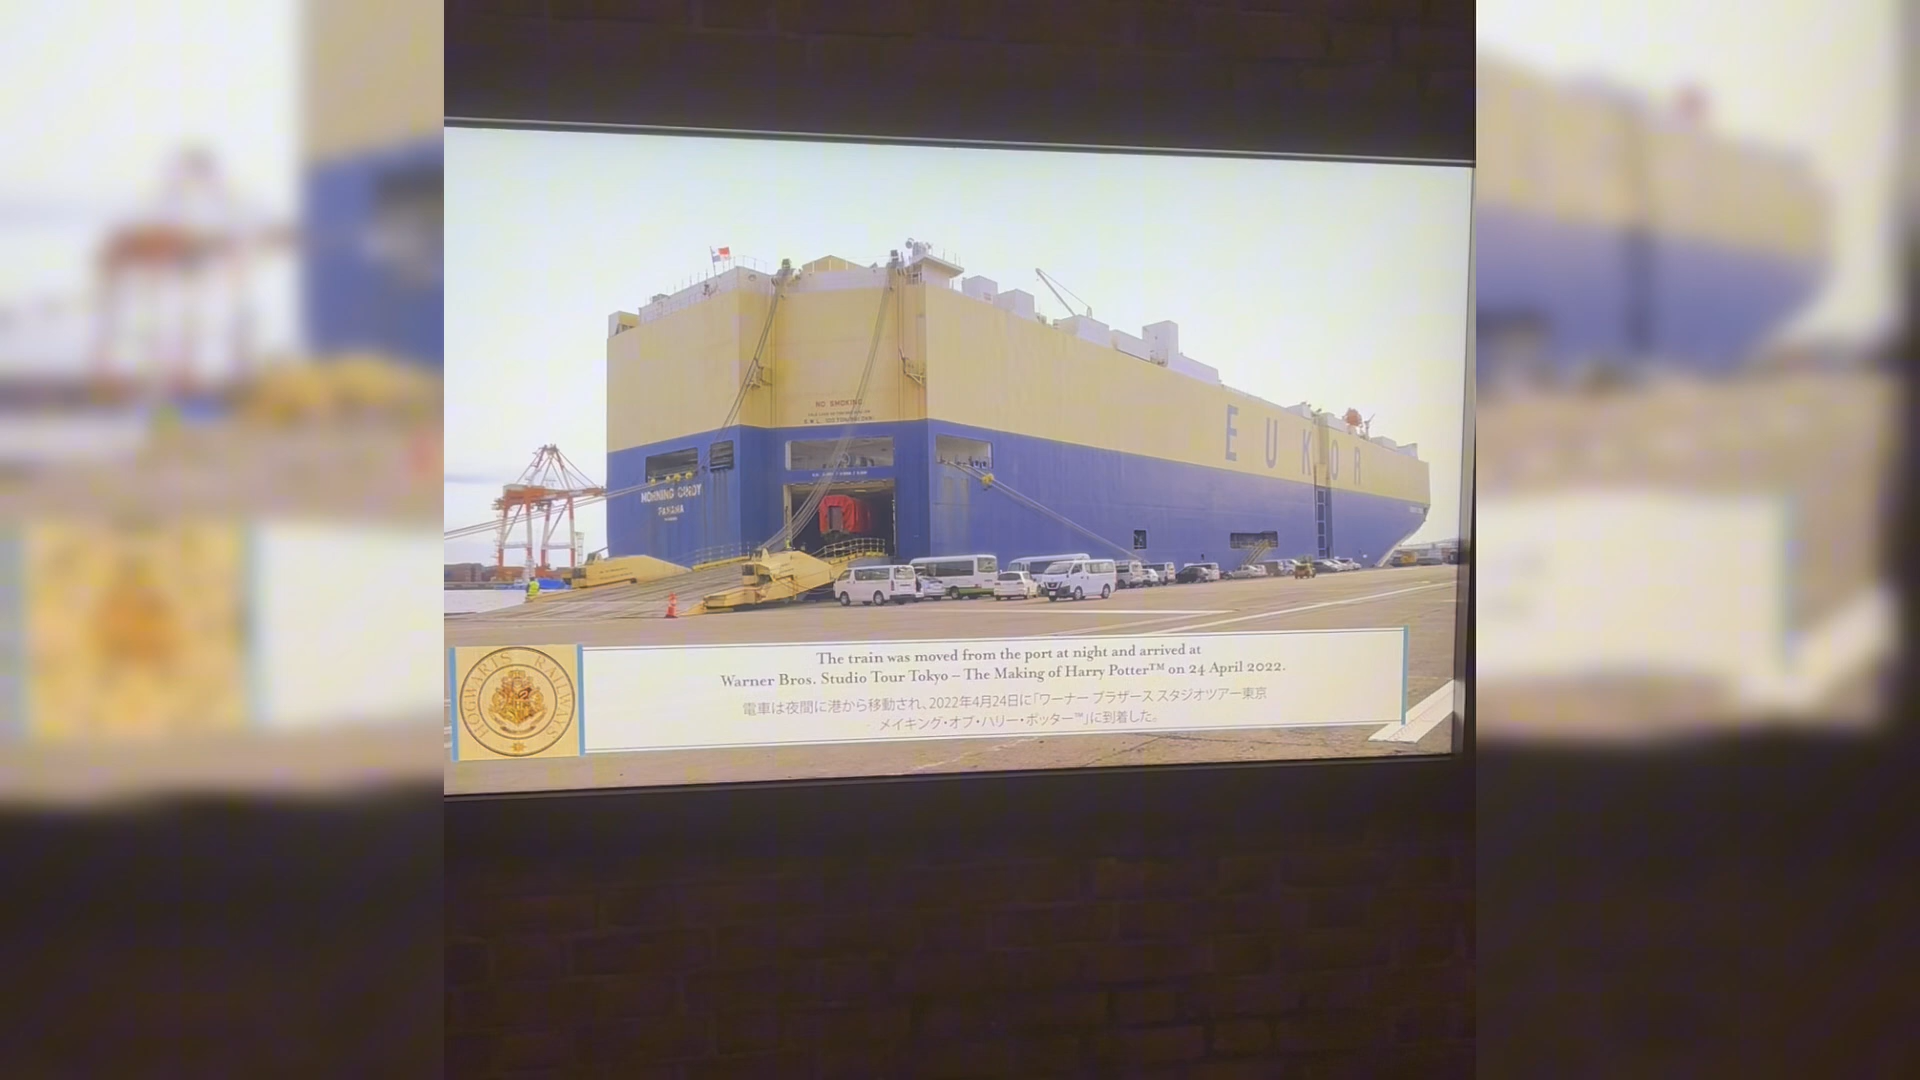 NO SMOKING
EUKOR
MORNING CINDY
PANAMA
The train was moved from the port at night and arrived at
Warner Bros. Studio Tour Tokyo – The Making of Harry Potter™ on 24 April 2022.
電車は夜間に港から移動され、2022年4月24日に「ワーナー ブラザース スタジオツアー東京
メイキング・オブ・ハリー・ポッター™」に到着した。
HOGWARTS RAILWAYS